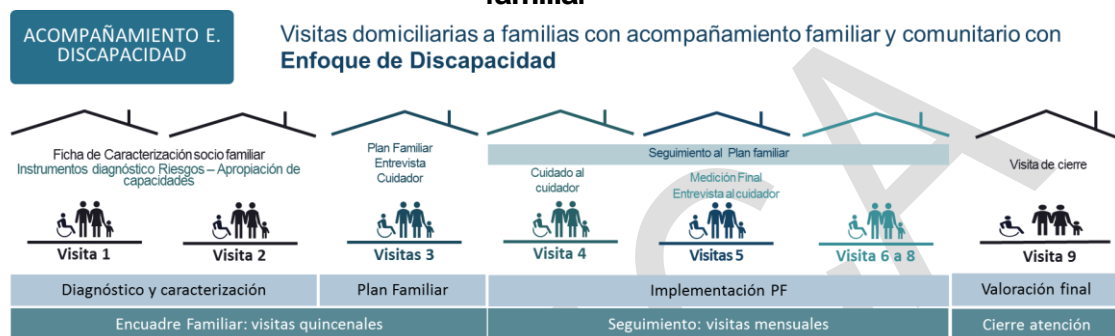 familiar
ACOMPAÑAMIENTO E.
DISCAPACIDAD
Visitas domiciliarias a familias con acompañamiento familiar y comunitario con
Enfoque de Discapacidad
Ficha de Caracterización socio familiar
Instrumentos diagnóstico Riesgos – Apropiación de
capacidades
Plan Familiar
Entrevista
Cuidador
Seguimiento al Plan familiar
Cuidado al
cuidador
Medición Final
Entrevista al cuidador
Visita de cierre
Visita 1
Visita 2
Visitas 3
Visita 4
Visitas 5
Visita 6 a 8
Visita 9
Diagnóstico y caracterización
Plan Familiar
Implementación PF
Valoración final
Encuadre Familiar: visitas quincenales
Seguimiento: visitas mensuales
Cierre atención